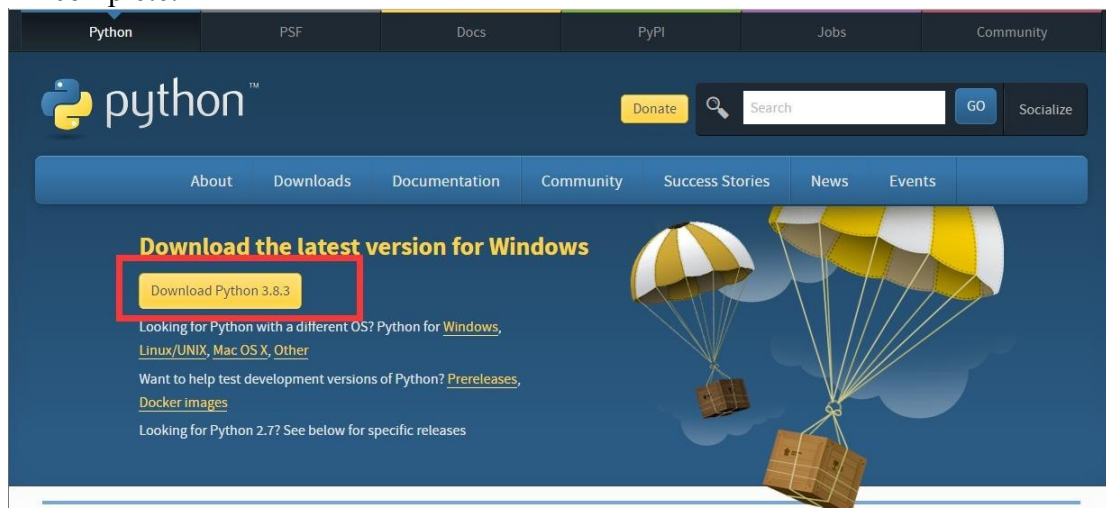 Python PSF Docs PyPI Jobs Community
python™
Donate Search GO Socialize
About Downloads Documentation Community Success Stories News Events
Download the latest version for Windows
Download Python 3.8.3
Looking for Python with a different OS? Python for Windows,
Linux/UNIX, Mac OS X, Other
Want to help test development versions of Python? Prereleases,
Docker images
Looking for Python 2.7? See below for specific releases